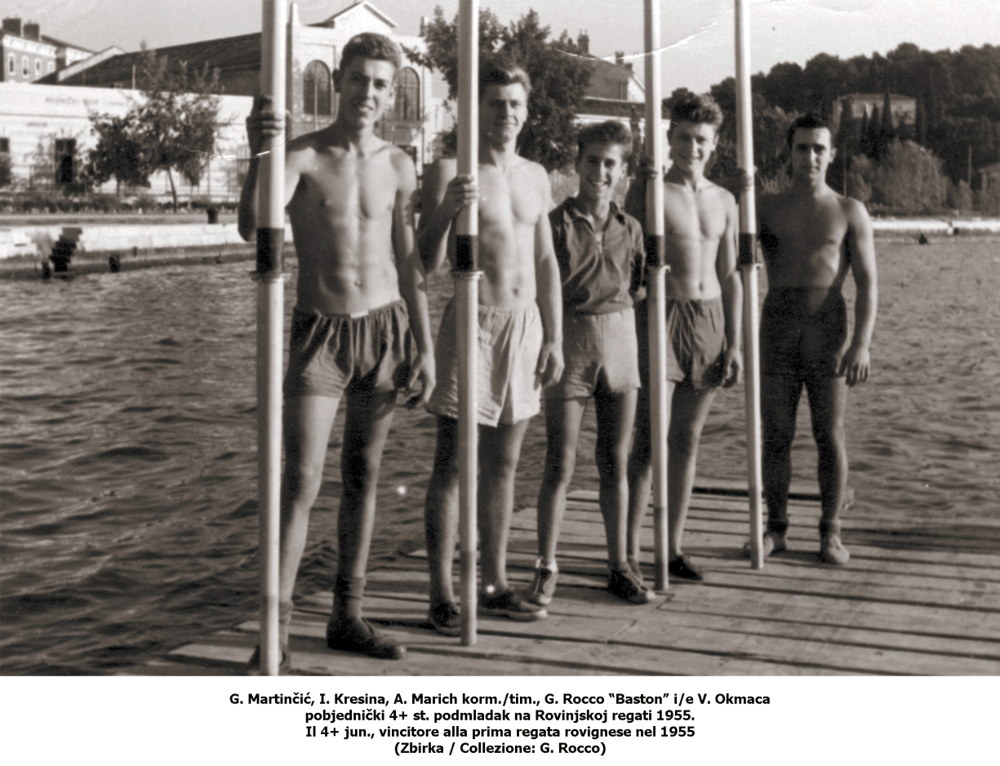 G. Martinčić, I. Kresina, A. Marich korm./tim., G. Rocco “Baston” i/e V. Okmaca
pobjednički 4+ st. podmladak na Rovinjskoj regati 1955.
Il 4+ jun., vincitore alla prima regata rovignese nel 1955
(Zbirka / Collezione: G. Rocco)